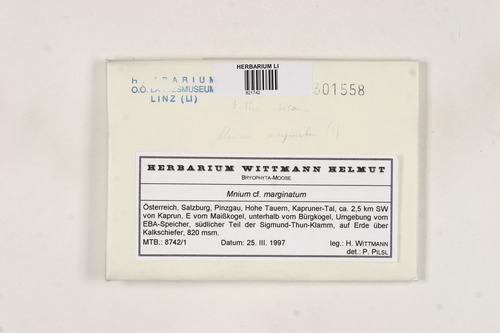 HERBARIUM
O.Ö. LANDESMUSEUM
LINZ (LI)
HERBARIUM LI
821742
301558
Mnium marginatum (?)
HERBARIUM WITTMANN HELMUT
BRYOPHYTA-MOOSE
Mnium cf. marginatum
Österreich, Salzburg, Pinzgau, Hohe Tauern, Kapruner-Tal, ca. 2,5 km SW
von Kaprun, E vom Maißkogel, unterhalb vom Bürgkogel, Umgebung vom
EBA-Speicher, südlicher Teil der Sigmund-Thun-Klamm, auf Erde über
Kalkschiefer, 820 msm.
MTB.: 8742/1 Datum: 25. III. 1997 leg.: H. WITTMANN
det.: P. PILSL